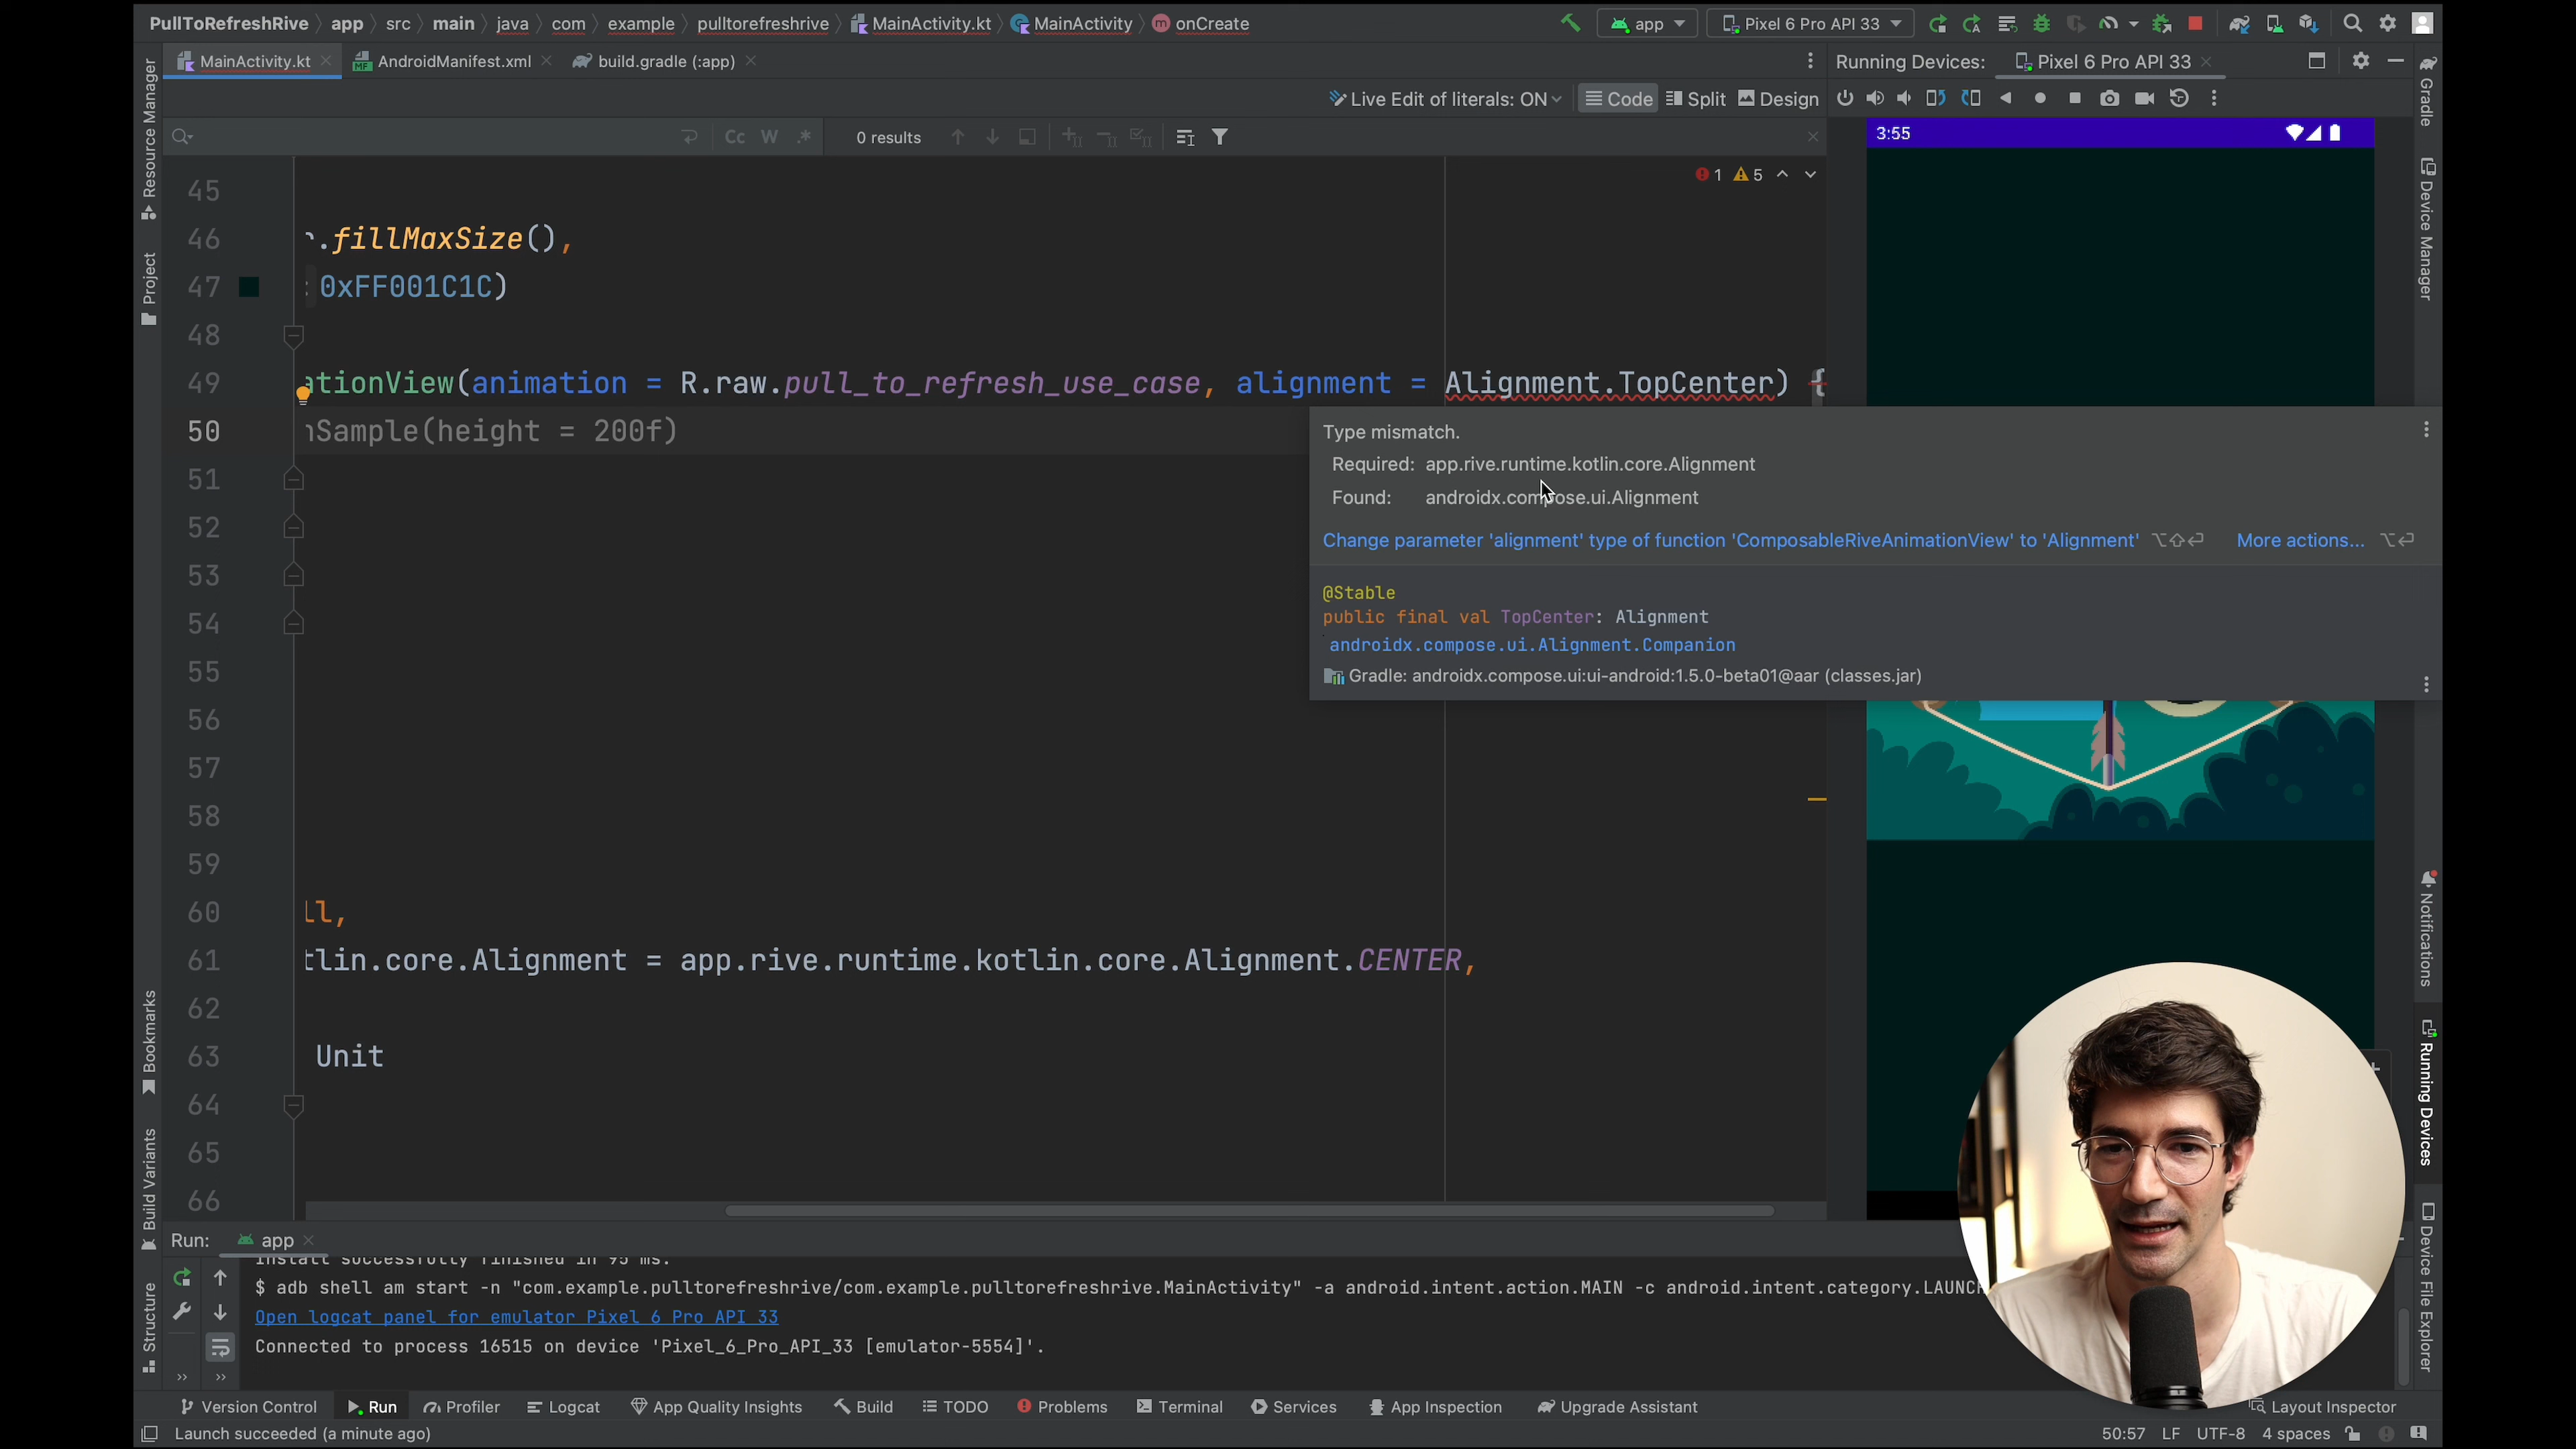 PullToRefreshRive app src main java com example pulltorefreshrive MainActivity.kt MainActivity onCreate app Pixel 6 Pro API 33
MainActivity.kt AndroidManifest.xml build.gradle (:app) Running Devices: Pixel 6 Pro API 33
Live Edit of literals: ON Code Split Design
Cc W .* 0 results 3:55
1 5
45
46 .fillMaxSize(),
47 : 0xFF001C1C)
48
49 ationView(animation = R.raw.pull_to_refresh_use_case, alignment = Alignment.TopCenter) {
50 Sample(height = 200f)
Type mismatch.
Required: app.rive.runtime.kotlin.core.Alignment
Found: androidx.compose.ui.Alignment
Change parameter 'alignment' type of function 'ComposableRiveAnimationView' to 'Alignment' ⌥⇧⏎ More actions... ⌥⏎
@Stable
public final val TopCenter: Alignment
androidx.compose.ui.Alignment.Companion
Gradle: androidx.compose.ui:ui-android:1.5.0-beta01@aar (classes.jar)
51
52
53
54
55
56
57
58
59
60 ll,
61 tlin.core.Alignment = app.rive.runtime.kotlin.core.Alignment.CENTER,
62
63 Unit
64
65
66
Resource Manager
Project
Bookmarks
Build Variants
Structure
Gradle
Device Manager
Notifications
Running Devices
Device File Explorer
Run: app
Install successfully finished in 95 ms.
$ adb shell am start -n "com.example.pulltorefreshrive/com.example.pulltorefreshrive.MainActivity" -a android.intent.action.MAIN -c android.intent.category.LAUNC
Open logcat panel for emulator Pixel 6 Pro API 33
Connected to process 16515 on device 'Pixel_6_Pro_API_33 [emulator-5554]'.
Version Control Run Profiler Logcat App Quality Insights Build TODO Problems Terminal Services App Inspection Upgrade Assistant Layout Inspector
Launch succeeded (a minute ago) 50:57 LF UTF-8 4 spaces